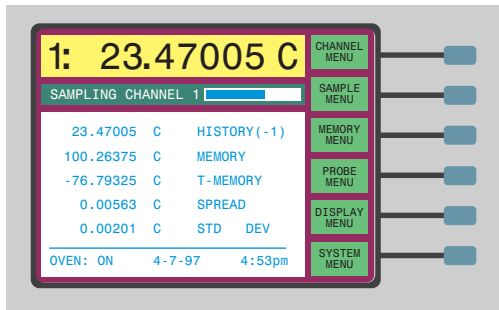 1: 23.47005 C
SAMPLING CHANNEL 1
23.47005 C HISTORY(-1)
100.26375 C MEMORY
-76.79325 C T-MEMORY
0.00563 C SPREAD
0.00201 C STD DEV
OVEN: ON 4-7-97 4:53pm
CHANNEL
MENU
SAMPLE
MENU
MEMORY
MENU
PROBE
MENU
DISPLAY
MENU
SYSTEM
MENU